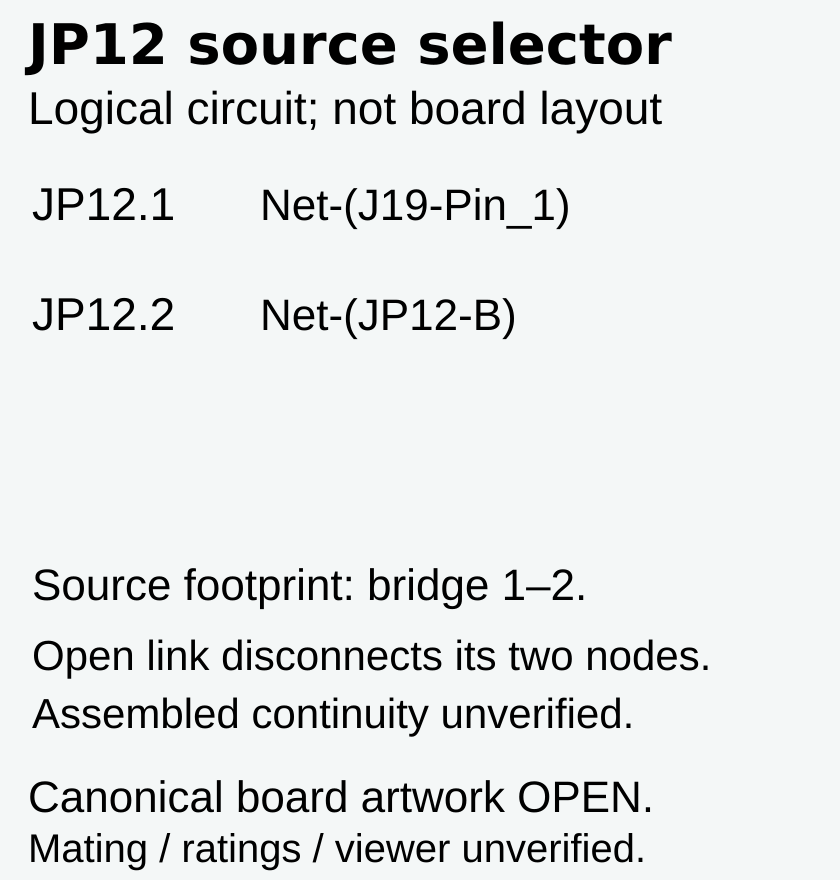 JP12 source selector
Logical circuit; not board layout
JP12.1 Net-(J19-Pin_1)
JP12.2 Net-(JP12-B)
Source footprint: bridge 1–2.
Open link disconnects its two nodes.
Assembled continuity unverified.
Canonical board artwork OPEN.
Mating / ratings / viewer unverified.